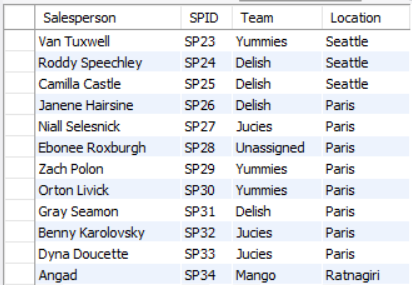 Salesperson SPID Team Location
Van Tuxwell SP23 Yummies Seattle
Roddy Speechley SP24 Delish Seattle
Camilla Castle SP25 Delish Seattle
Janene Hairsine SP26 Delish Paris
Niall Selesnick SP27 Jucies Paris
Ebonee Roxburgh SP28 Unassigned Paris
Zach Polon SP29 Yummies Paris
Orton Livick SP30 Yummies Paris
Gray Seamon SP31 Delish Paris
Benny Karolovsky SP32 Jucies Paris
Dyna Doucette SP33 Jucies Paris
Angad SP34 Mango Ratnagiri